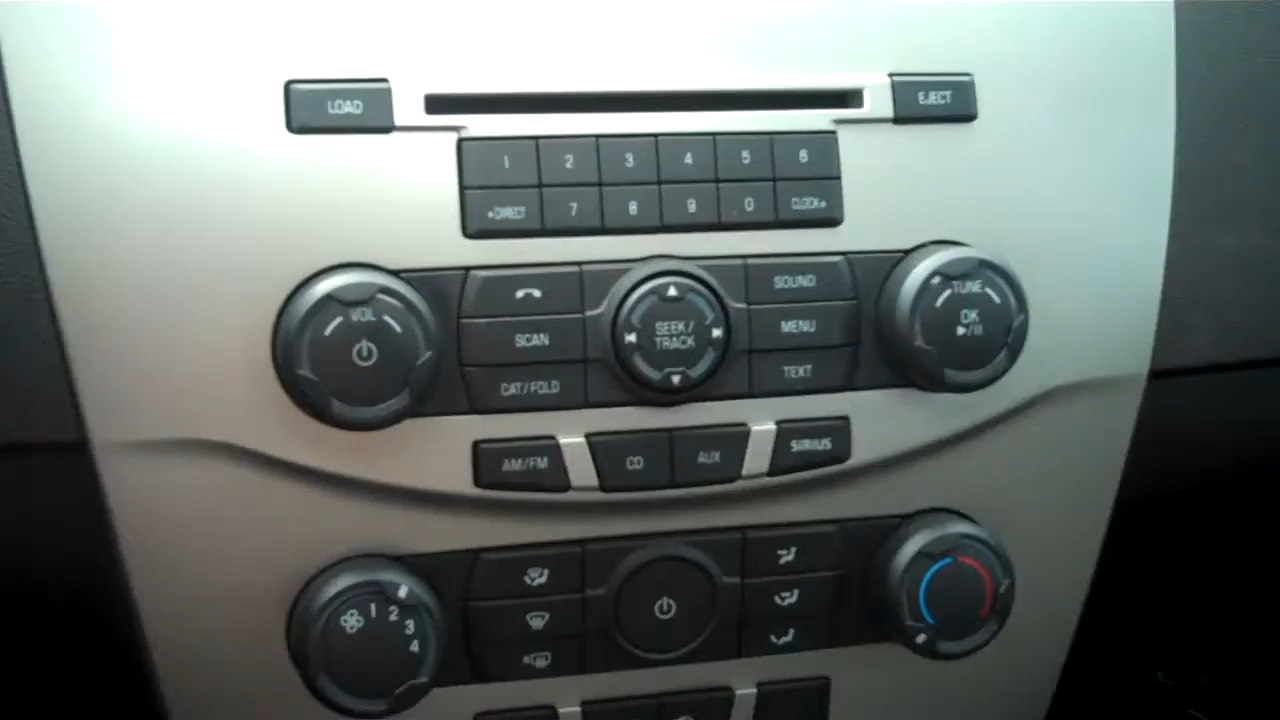 LOAD
EJECT
1 2 3 4 5 6
DIRECT 7 8 9 0 CLOCK
VOL
SOUND
TUNE
SCAN
SEEK/
TRACK
MENU
OK
CAT/FOLD
TEXT
AM/FM
CD
AUX
SIRIUS
1 2
3
4